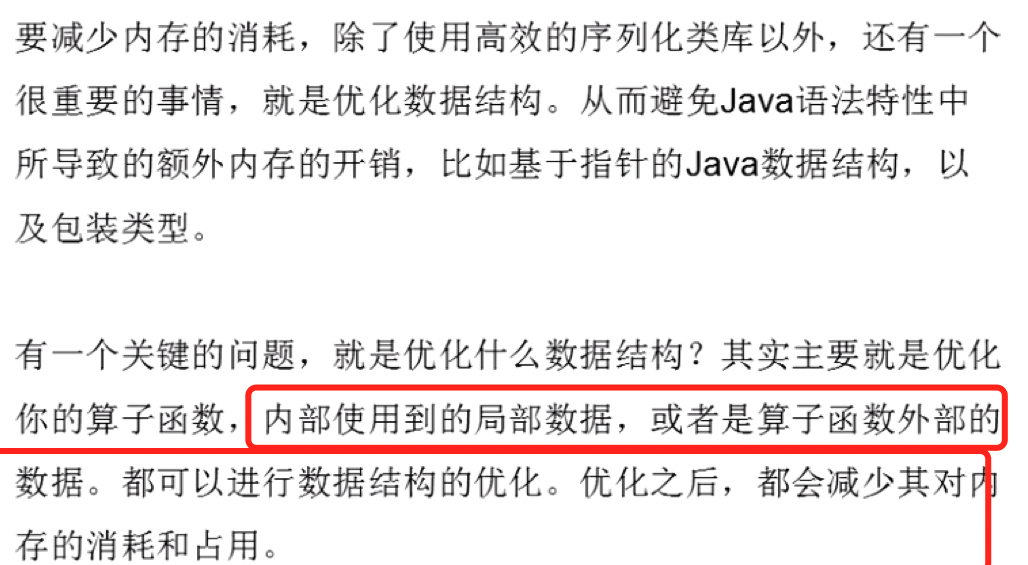 要减少内存的消耗，除了使用高效的序列化类库以外，还有一个
很重要的事情，就是优化数据结构。从而避免Java语法特性中
所导致的额外内存的开销，比如基于指针的Java数据结构，以
及包装类型。
有一个关键的问题，就是优化什么数据结构？其实主要就是优化
你的算子函数，内部使用到的局部数据，或者是算子函数外部的
数据。都可以进行数据结构的优化。优化之后，都会减少其对内
存的消耗和占用。